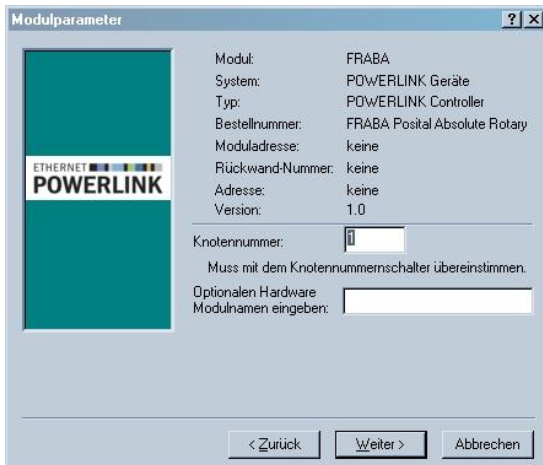 Modulparameter
Modul: FRABA
System: POWERLINK Geräte
Typ: POWERLINK Controller
Bestellnummer: FRABA Posital Absolute Rotary
Moduladresse: keine
Rückwand-Nummer: keine
Adresse: keine
Version: 1.0
ETHERNET
POWERLINK
Knotennummer: 1
Muss mit dem Knotennummernschalter übereinstimmen.
Optionalen Hardware
Modulnamen eingeben:
< Zurück Weiter > Abbrechen